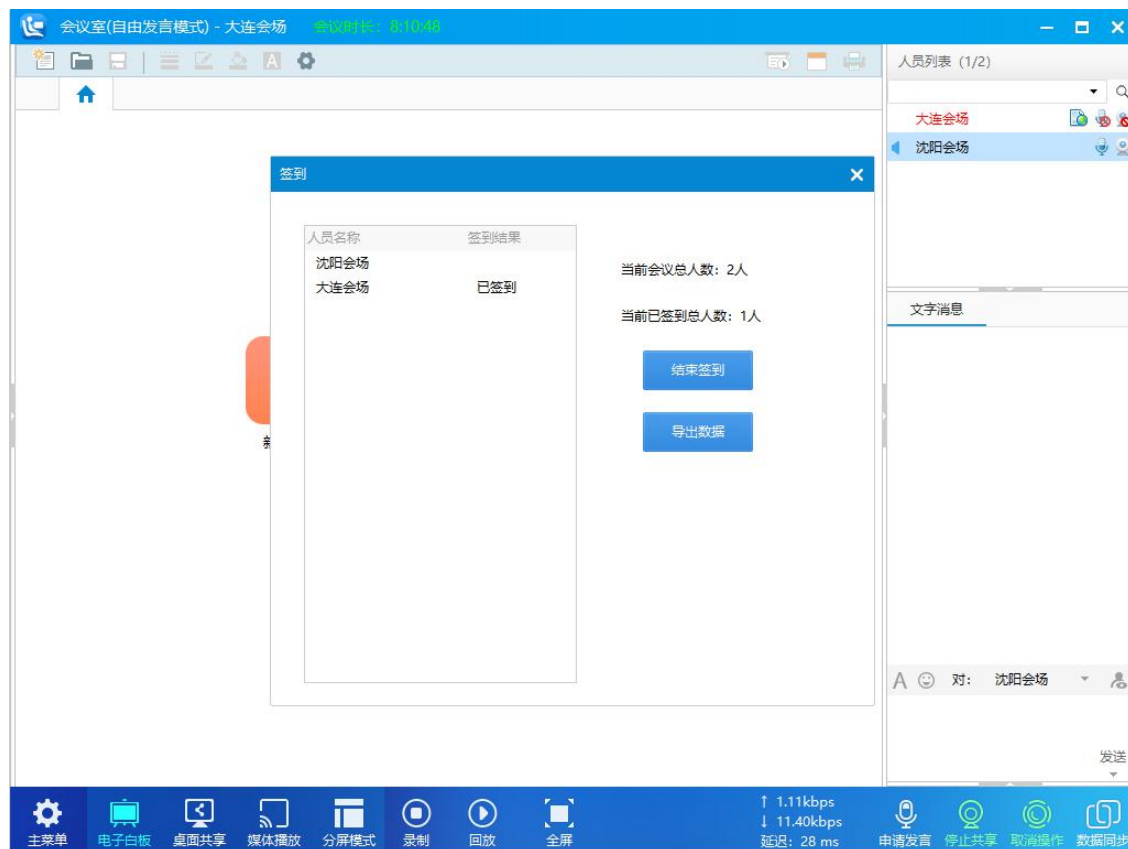 会议室(自由发言模式) - 大连会场 会议时长: 8:10:48
人员列表 (1/2)
大连会场
沈阳会场
签到
人员名称 签到结果
沈阳会场
大连会场 已签到
当前会议总人数: 2人
当前已签到总人数: 1人
结束签到
导出数据
文字消息
A 对: 沈阳会场
发送
主菜单 电子白板 桌面共享 媒体播放 分屏模式 录制 回放 全屏
↑ 1.11kbps
↓ 11.40kbps
延迟: 28 ms
申请发言 停止共享 取消操作 数据同步